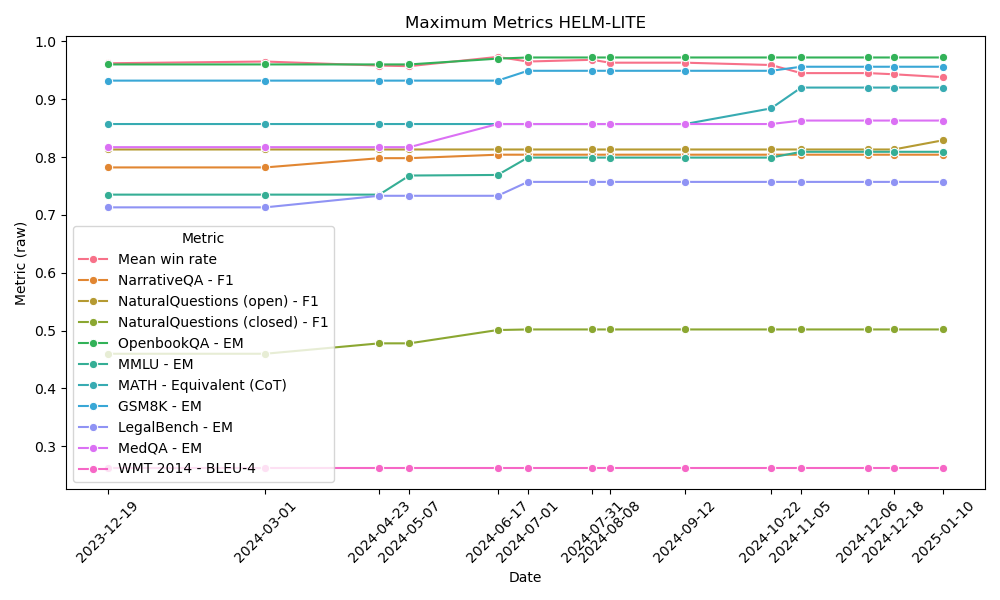 Maximum Metrics HELM-LITE
Metric (raw)
1.0
0.9
0.8
0.7
0.6
0.5
0.4
0.3
Metric
Mean win rate
NarrativeQA - F1
NaturalQuestions (open) - F1
NaturalQuestions (closed) - F1
OpenbookQA - EM
MMLU - EM
MATH - Equivalent (CoT)
GSM8K - EM
LegalBench - EM
MedQA - EM
WMT 2014 - BLEU-4
2023-12-19
2024-03-01
2024-04-23
2024-05-07
2024-06-17
2024-07-01
2024-07-31
2024-08-08
2024-09-12
2024-10-22
2024-11-05
2024-12-06
2024-12-18
2025-01-10
Date